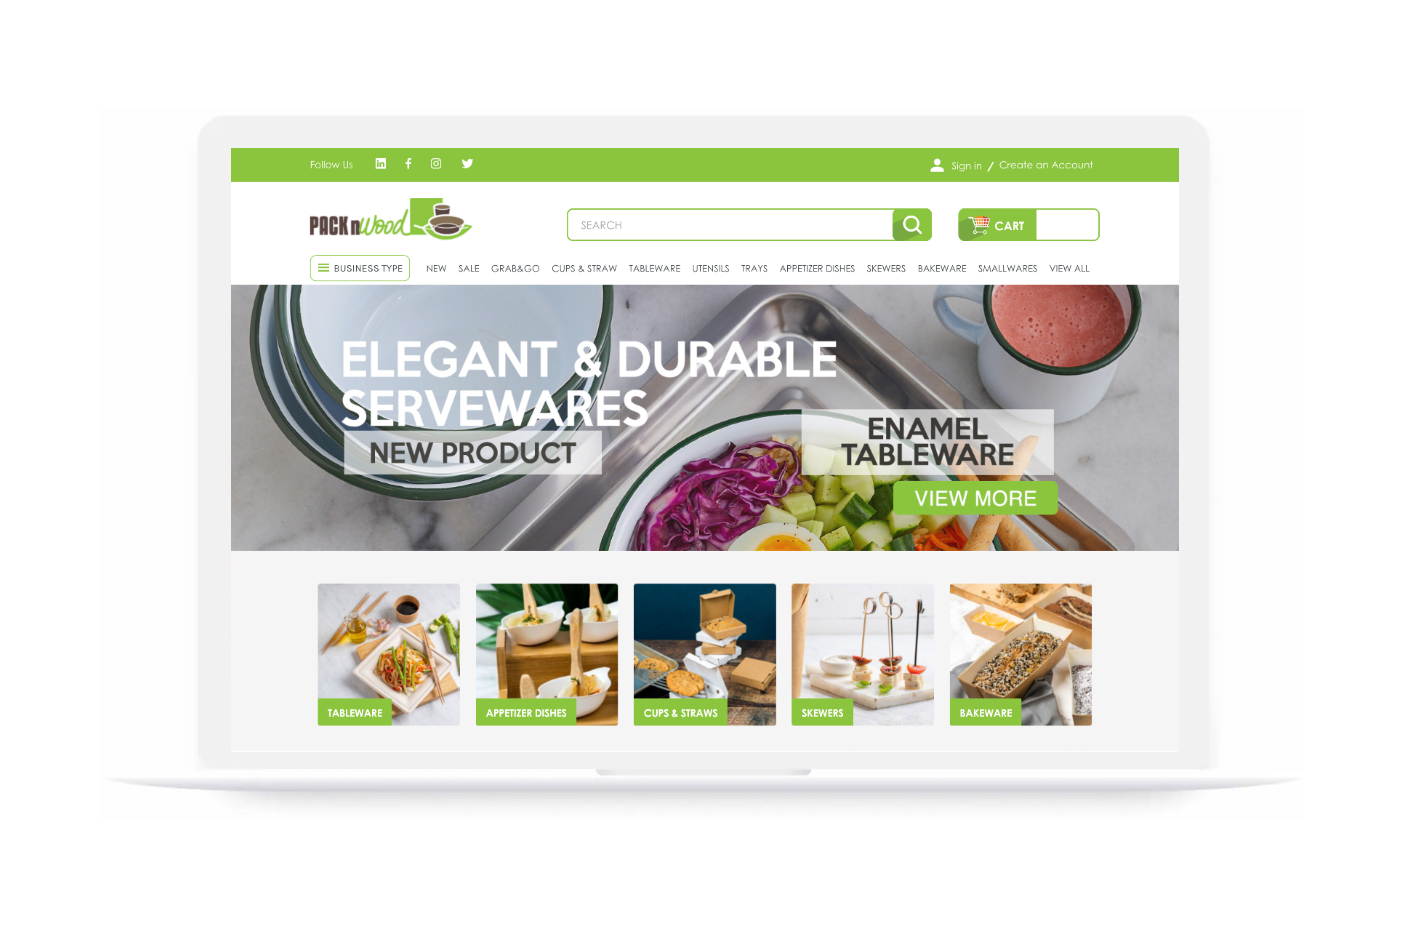 Follow Us
Sign in / Create an Account
PACK n Wood
SEARCH
CART
BUSINESS TYPE NEW SALE GRAB&GO CUPS & STRAW TABLEWARE UTENSILS TRAYS APPETIZER DISHES SKEWERS BAKEWARE SMALLWARES VIEW ALL
ELEGANT & DURABLE
SERVEWARES
NEW PRODUCT
ENAMEL
TABLEWARE
VIEW MORE
TABLEWARE
APPETIZER DISHES
CUPS & STRAWS
SKEWERS
BAKEWARE